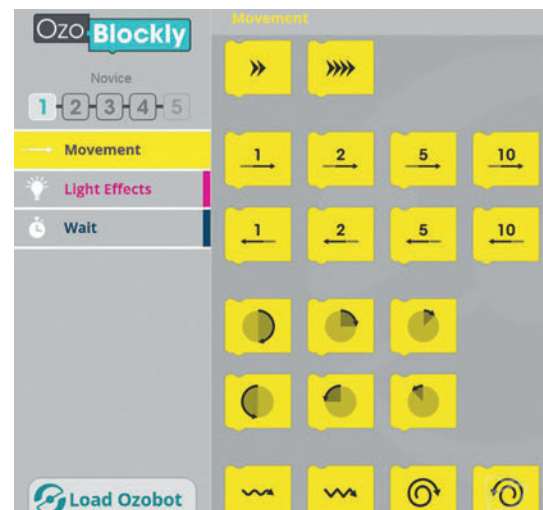 Ozo Blockly
Movement
Novice
1 2 3 4 5
Movement
1 2 5 10
Light Effects
Wait
1 2 5 10
Load Ozobot